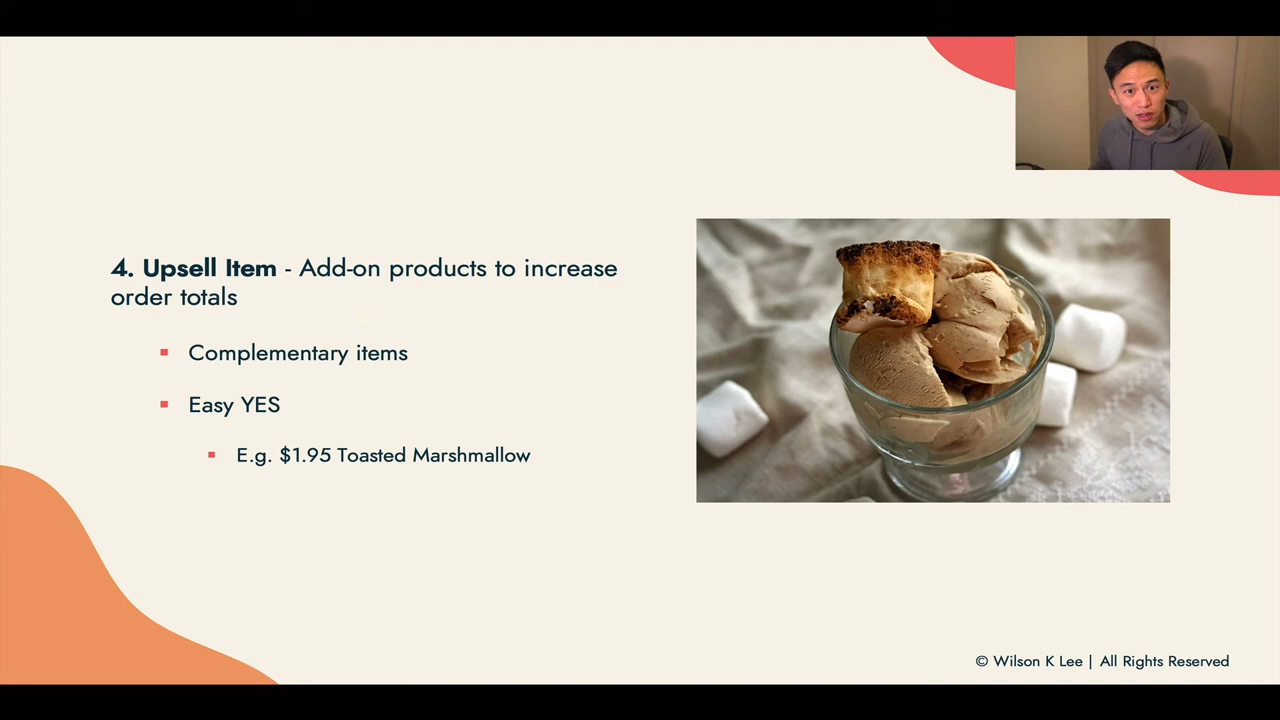 4. Upsell Item - Add-on products to increase
order totals
Complementary items
Easy YES
E.g. $1.95 Toasted Marshmallow
© Wilson K Lee | All Rights Reserved